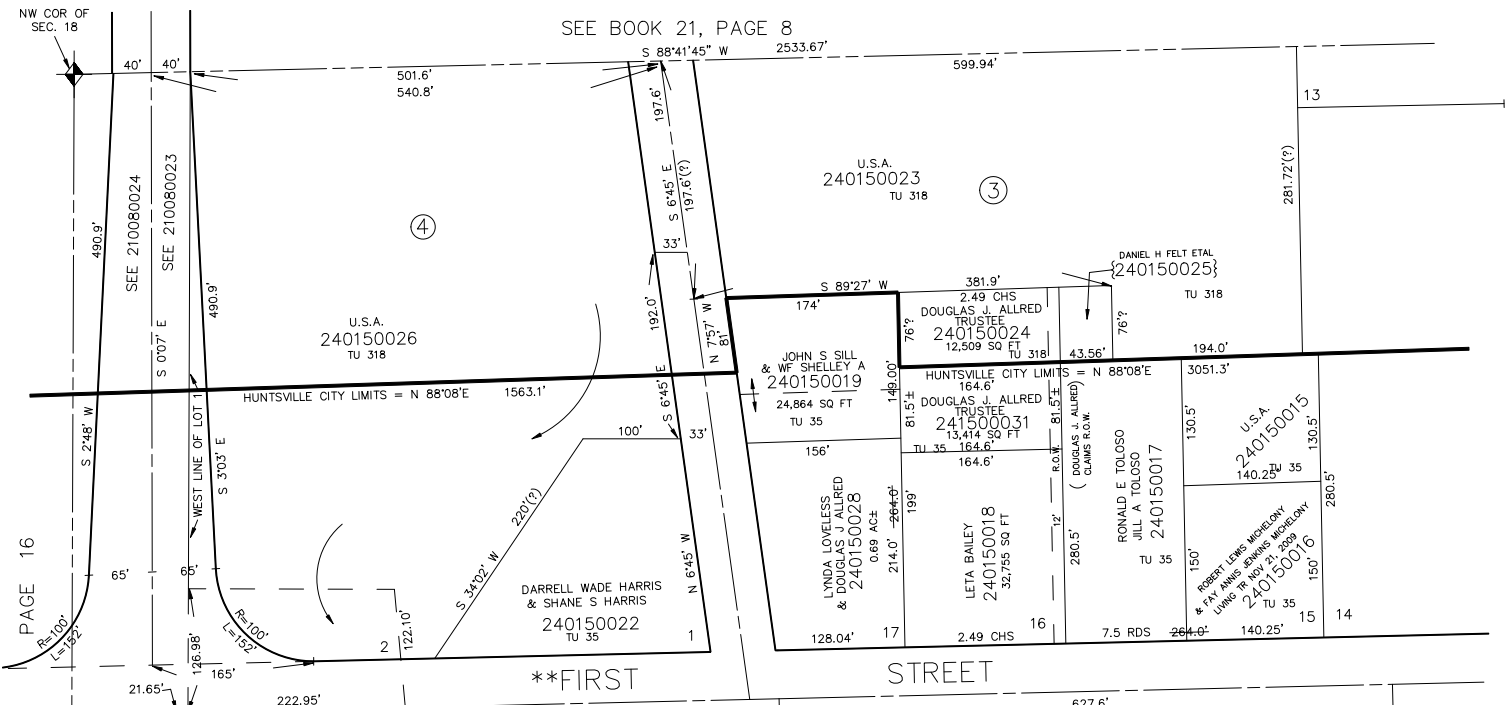 NW COR OF
SEC. 18
SEE BOOK 21, PAGE 8
S 88°41'45" W
2533.67'
40'
40'
501.6'
540.8'
599.94'
13
197.6'
S 6°45' E
197.6'(?)
33'
192.0'
490.9'
SEE 210080024
SEE 210080023
490.9'
S 0°07' E
4
U.S.A.
240150026
TU 318
U.S.A.
240150023
TU 318
3
281.72'(?)
DANIEL H FELT ETAL
{240150025}
TU 318
S 89°27' W
174'
381.9'
2.49 CHS
DOUGLAS J. ALLRED
TRUSTEE
240150024
12,509 SQ FT
TU 318
76'?
76'?
43.56'
194.0'
N 7°57' W
81'
JOHN S SILL
& WF SHELLEY A
240150019
24,864 SQ FT
TU 35
149.00'
HUNTSVILLE CITY LIMITS = N 88°08'E
1563.1'
HUNTSVILLE CITY LIMITS = N 88°08'E
3051.3'
164.6'
DOUGLAS J. ALLRED
TRUSTEE
241500031
13,414 SQ FT
TU 35
164.6'
164.6'
81.5'±
81.5'±
R.O.W.
12'
( DOUGLAS J. ALLRED)
CLAIMS R.O.W.
S 2°48' W
WEST LINE OF LOT 1
S 3°03' E
S 6°45' E
100'
33'
220'(?)
S 34°02' W
N 6°45' W
156'
LYNDA LOVELESS
& DOUGLAS J ALLRED
240150028
0.69 AC±
214.0'
264.0'
199'
LETA BAILEY
240150018
32,755 SQ FT
280.5'
RONALD E TOLOSO
JILL A TOLOSO
240150017
TU 35
130.5'
150'
U.S.A.
240150015
TU 35
130.5'
140.25'
280.5'
ROBERT LEWIS MICHELONY
& FAY ANNIS JENKINS MICHELONY
LIVING TR NOV 21, 2009
240150016
TU 35
150'
PAGE 16
65'
65'
R=100'
L=152'
R=100'
L=152'
DARRELL WADE HARRIS
& SHANE S HARRIS
240150022
TU 35
1
2
122.10'
126.98'
165'
21.65'
222.95'
128.04'
17
2.49 CHS
16
7.5 RDS
264.0'
140.25'
15
14
**FIRST STREET
627.6'